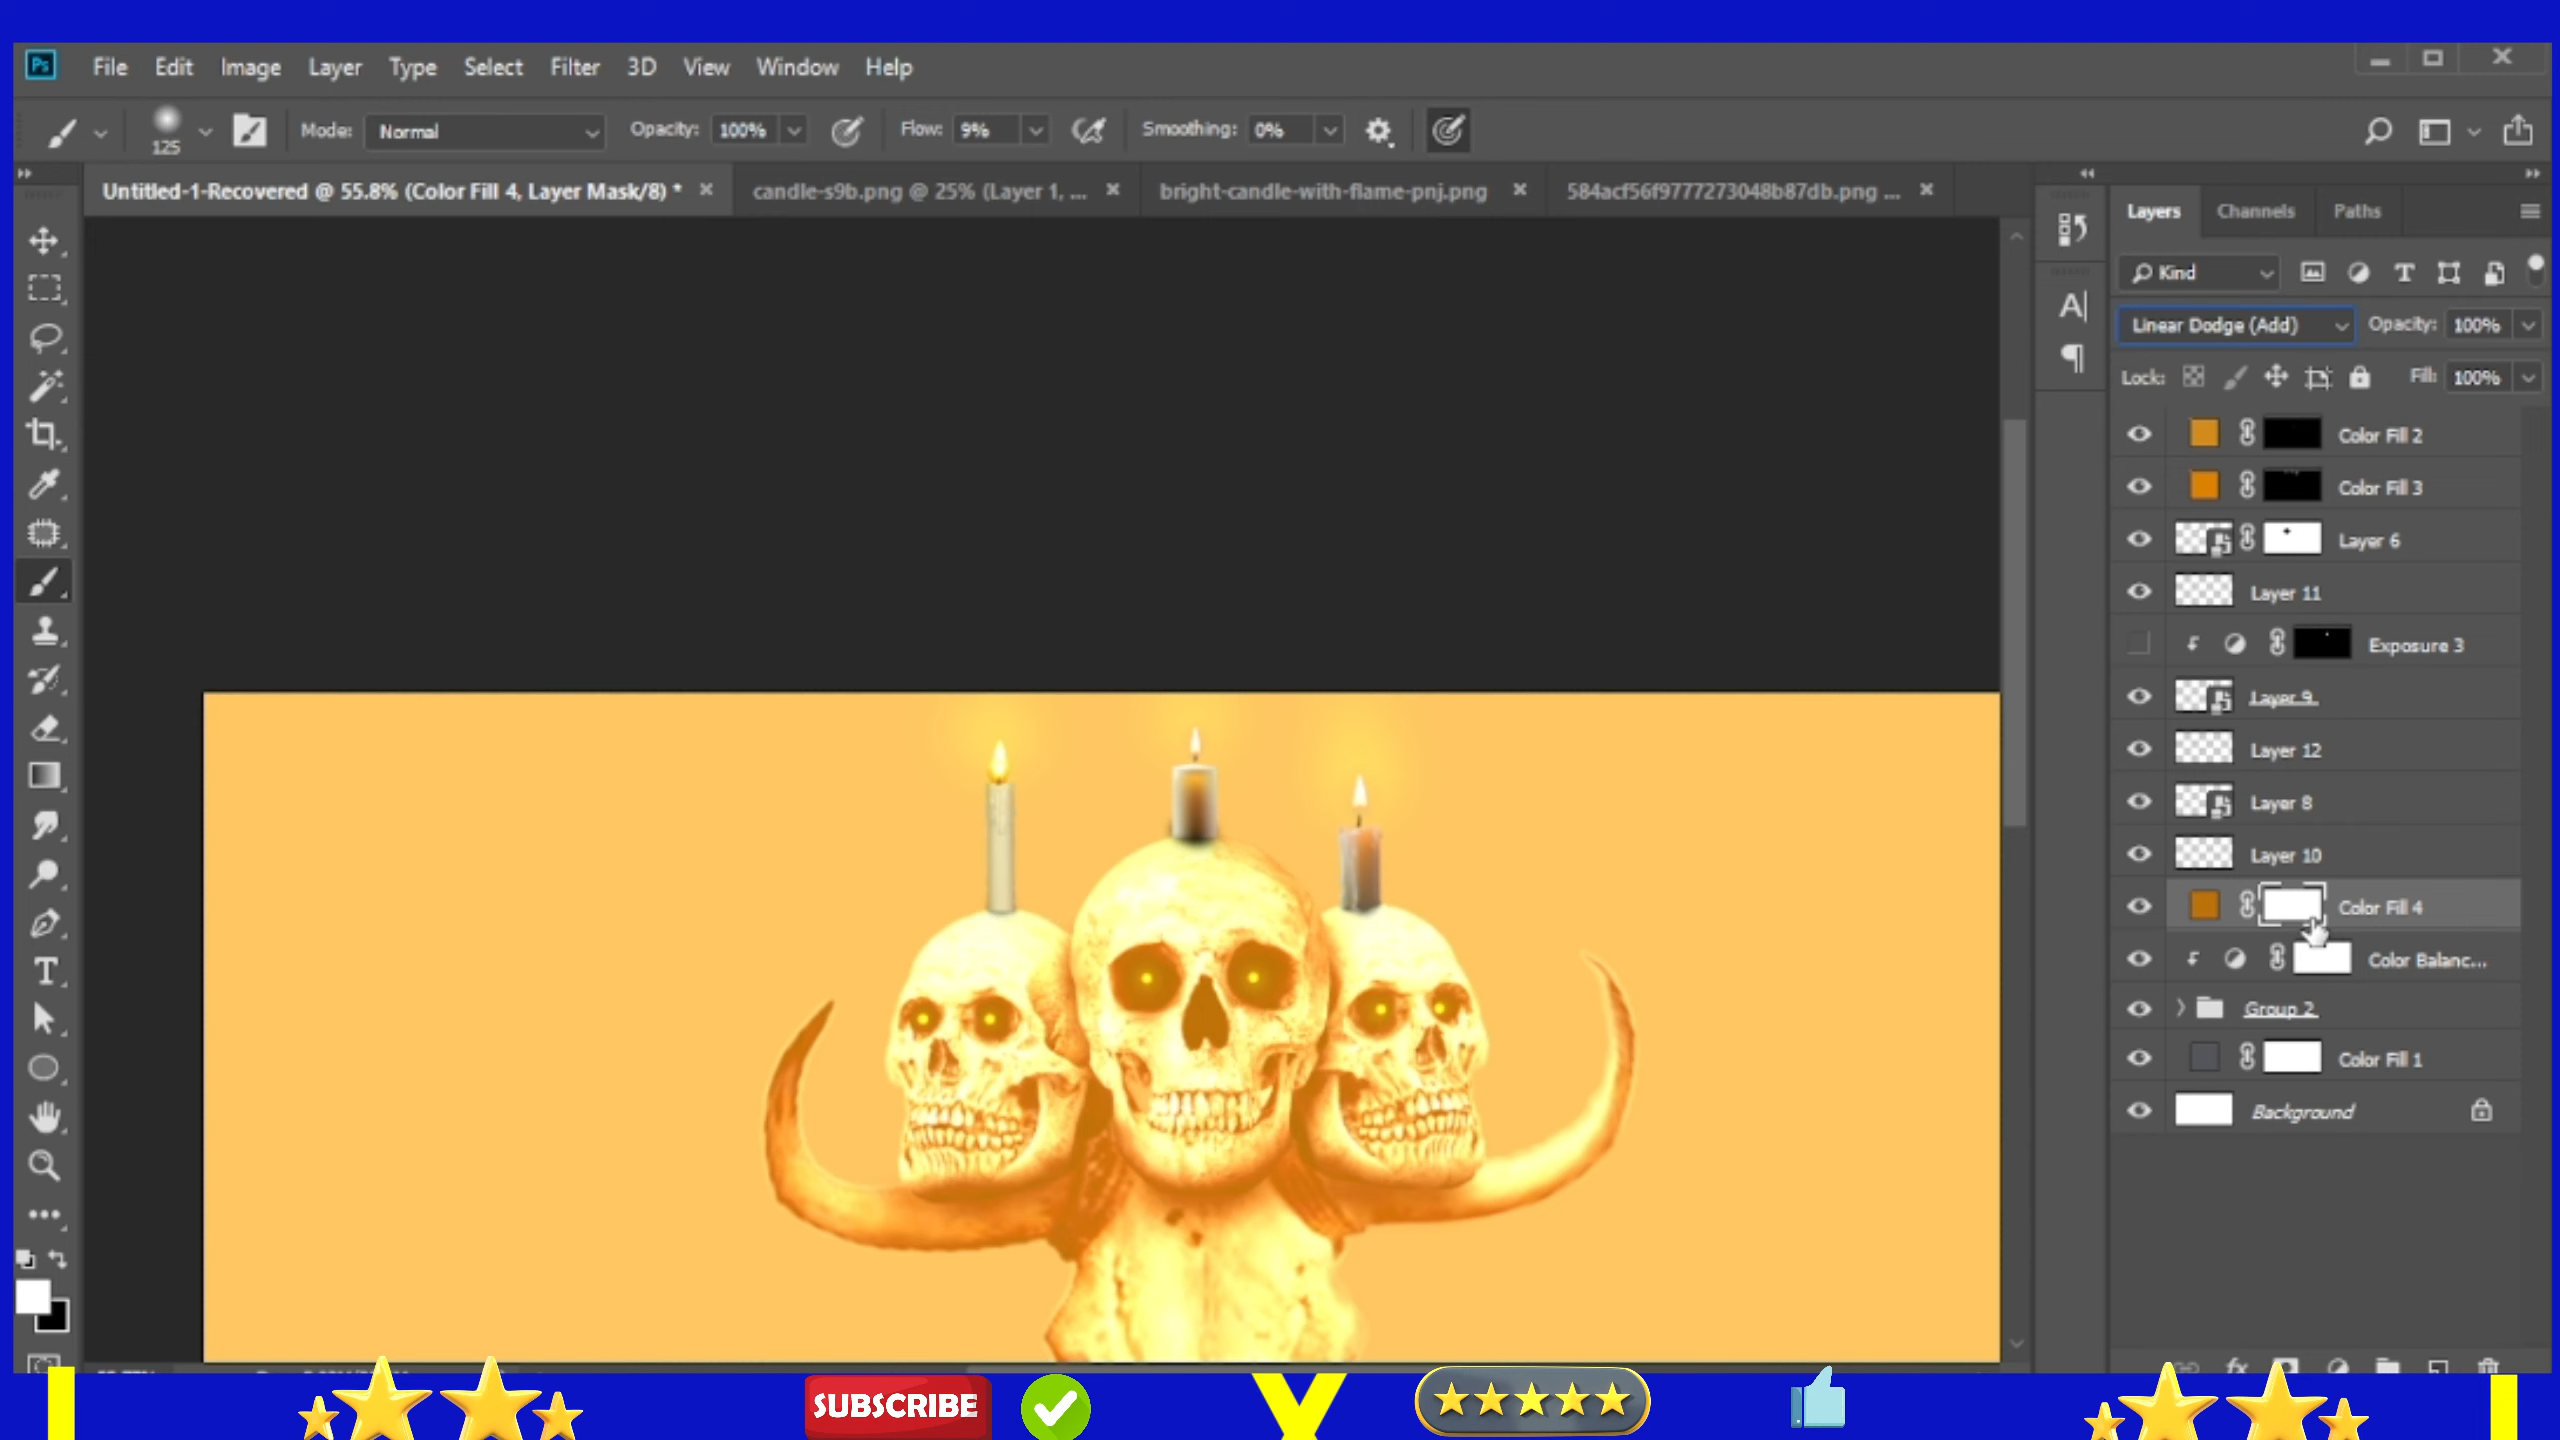 Ps File Edit Image Layer Type Select Filter 3D View Window Help
125 Mode: Normal Opacity: 100% Flow: 9% Smoothing: 0%
Untitled-1-Recovered @ 55.8% (Color Fill 4, Layer Mask/8) * candle-s9b.png @ 25% (Layer 1, ... bright-candle-with-flame-pnj.png 584acf56f9777273048b87db.png ...
Layers Channels Paths
Kind
Linear Dodge (Add) Opacity: 100%
Lock: Fill: 100%
Color Fill 2
Color Fill 3
Layer 6
Layer 11
Exposure 3
Layer 9
Layer 12
Layer 8
Layer 10
Color Fill 4
Color Balanc...
Group 2
Color Fill 1
Background
SUBSCRIBE